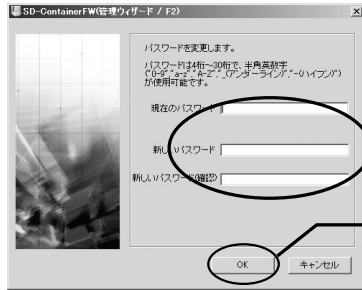 SD-ContainerFW(管理ウィザード / F2)
パスワードを変更します。
パスワードは4桁～30桁で、半角英数字
("0-9","a-z","A-Z","_(アンダーライン)","-(ハイフン)")
が使用可能です。
現在のパスワード
新しいパスワード
新しいパスワード(確認)
OK
キャンセル